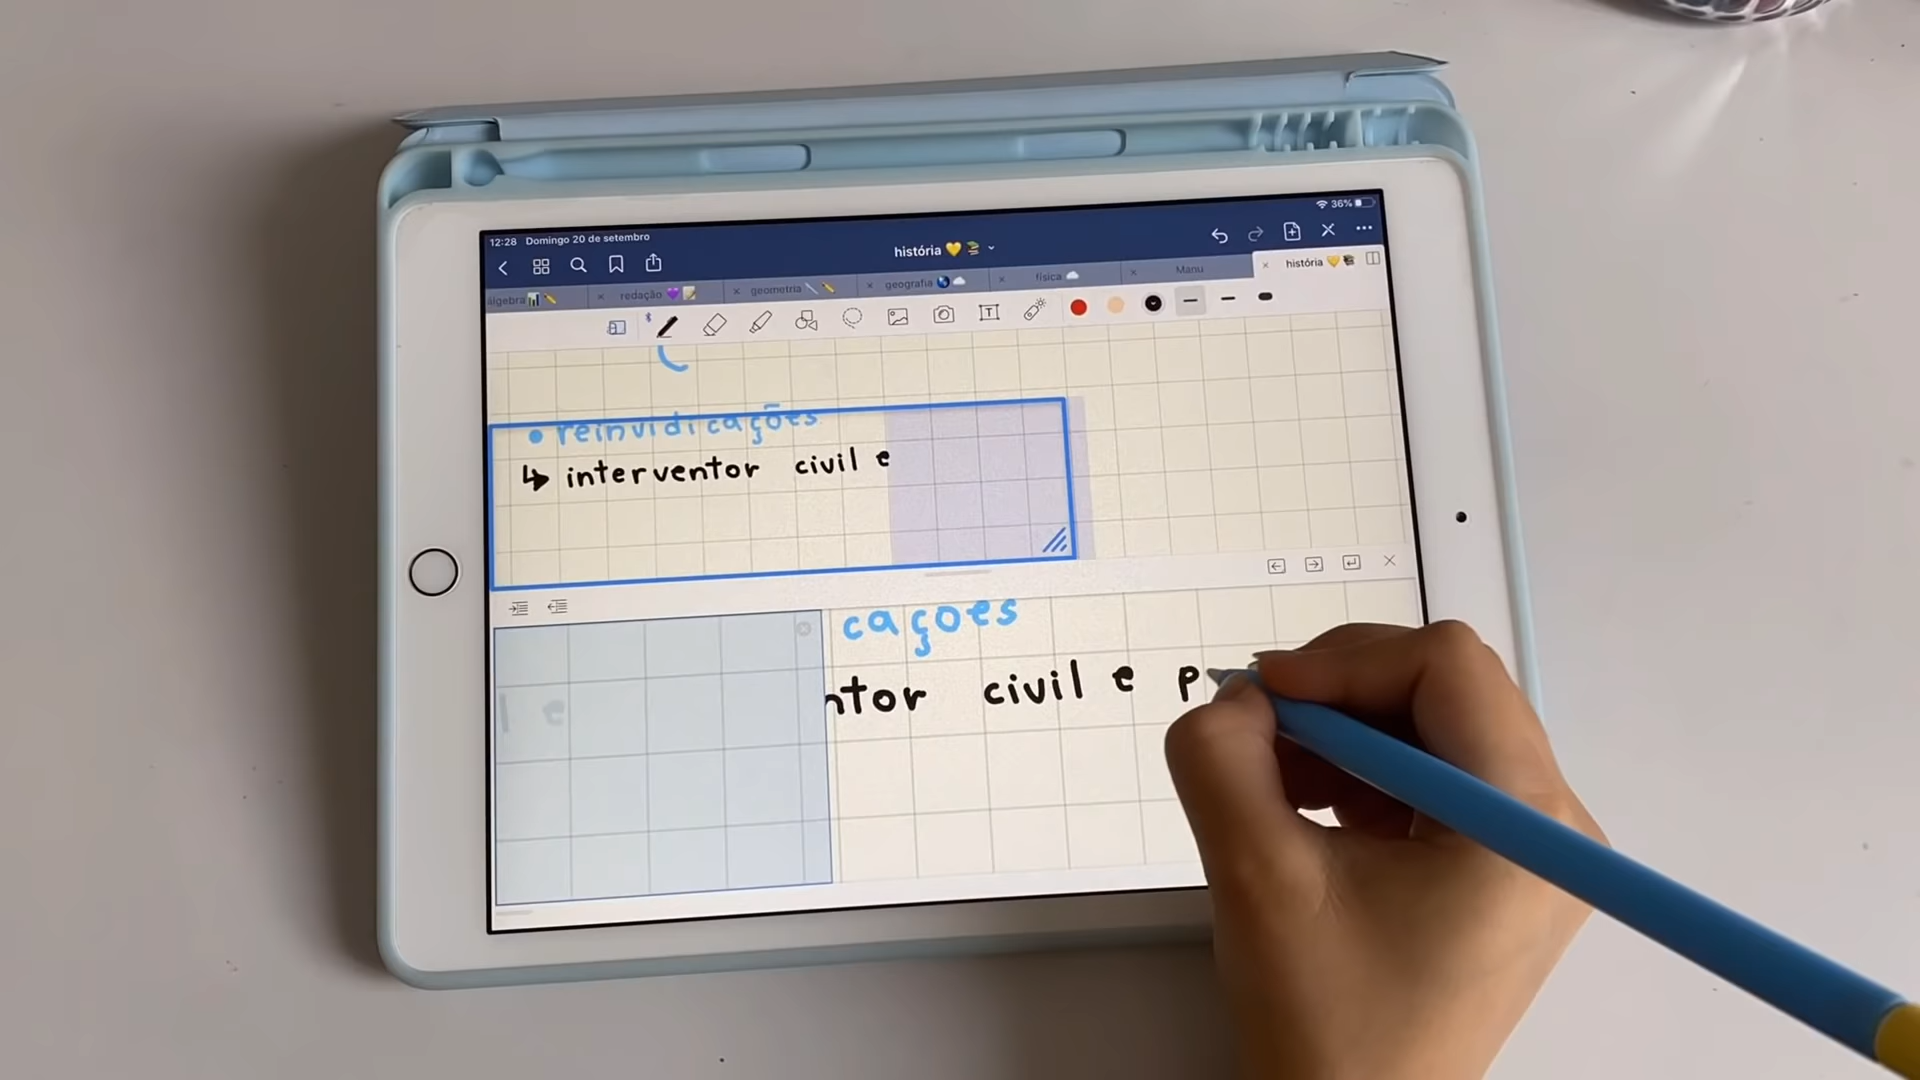 12:28 Domingo 20 de setembro
36%
história 💛 📚
álgebra 📊 ✏️
redação 💜 📝
geometria 📏 ✏️
geografia 🌎 ☁️
física ☁️
Manu
história 💛 📚
T
• reinvidicações
↳ interventor civil e
cações
l e
ntor civil e p